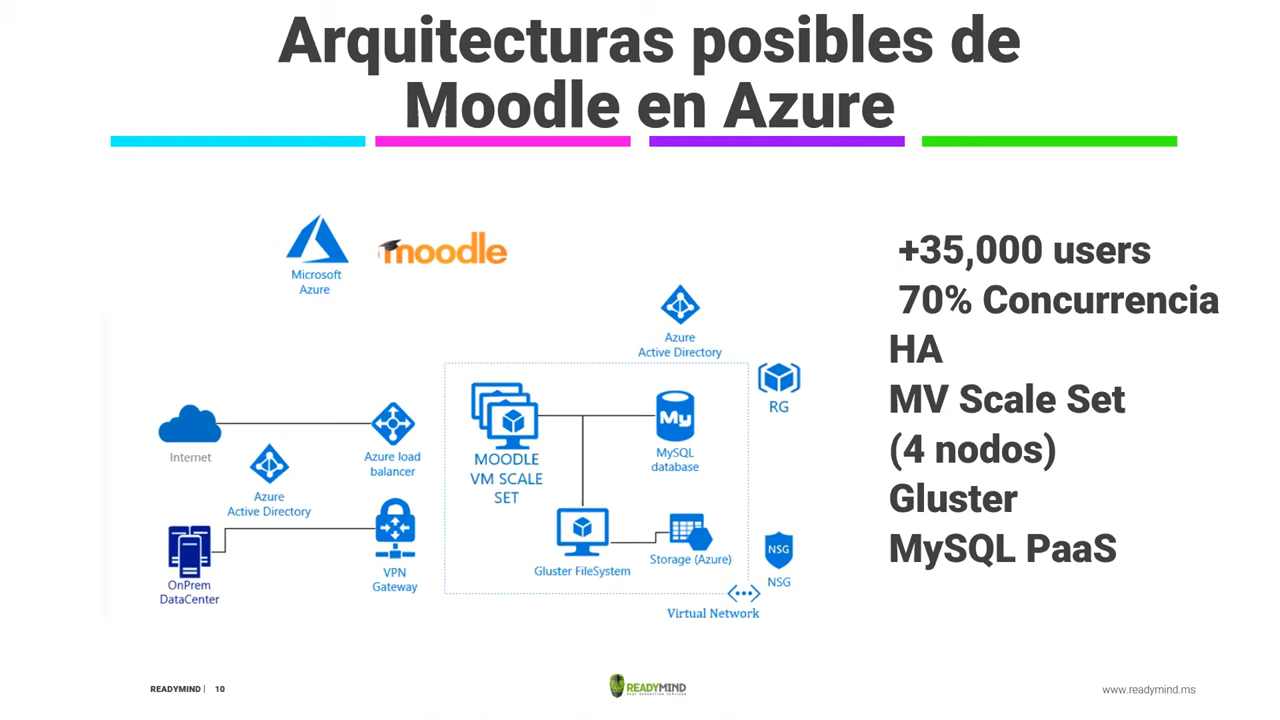 Arquitecturas posibles de
Moodle en Azure
Microsoft
Azure
moodle
+35,000 users
70% Concurrencia
HA
MV Scale Set
(4 nodos)
Gluster
MySQL PaaS
Azure
Active Directory
RG
Internet
Azure load
balancer
MOODLE
VM SCALE
SET
My
MySQL
database
Azure
Active Directory
OnPrem
DataCenter
VPN
Gateway
Gluster FileSystem
Storage (Azure)
NSG
NSG
Virtual Network
READYMIND | 10
READYMIND
www.readymind.ms